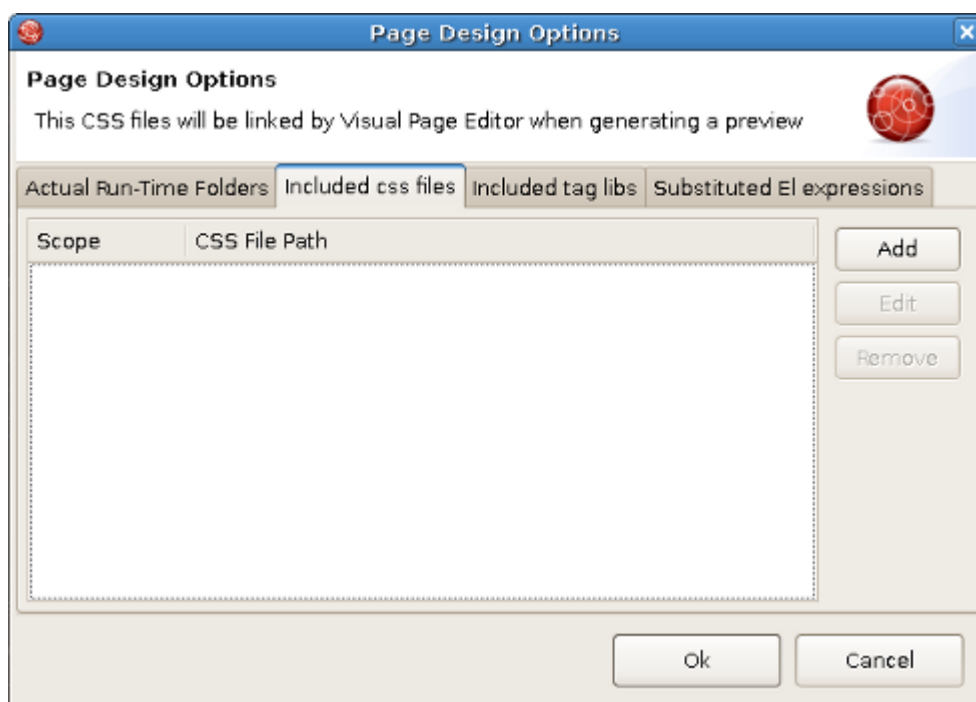 Page Design Options
Page Design Options
This CSS files will be linked by Visual Page Editor when generating a preview
Actual Run-Time Folders Included css files Included tag libs Substituted El expressions
Scope CSS File Path
Add
Edit
Remove
Ok Cancel